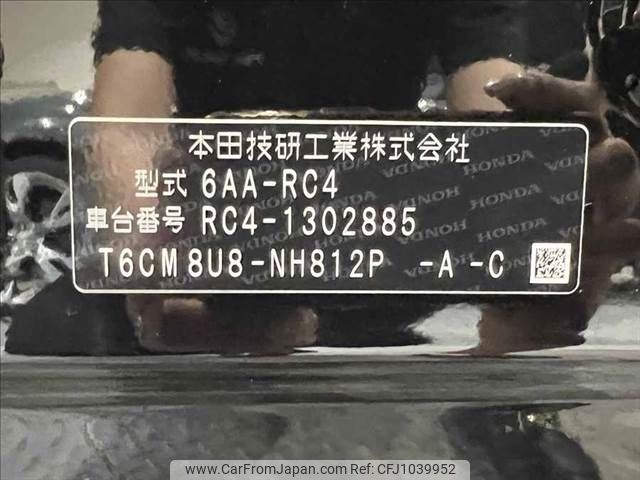 本田技研工業株式会社
型式 6AA-RC4
車台番号 RC4-1302885
T6CM8U8-NH812P -A-C
www.CarFromJapan.com | REF:CFJ1039952